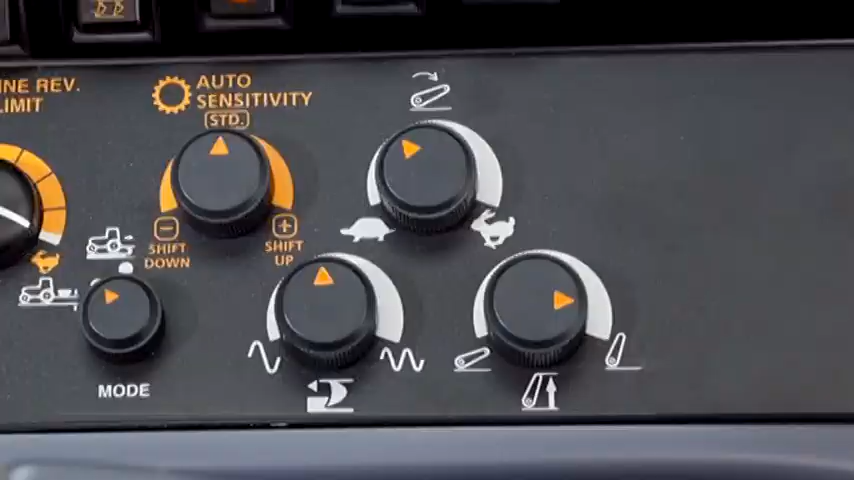 INE REV.
LIMIT
AUTO
SENSITIVITY
STD.
−
SHIFT
DOWN
+
SHIFT
UP
MODE